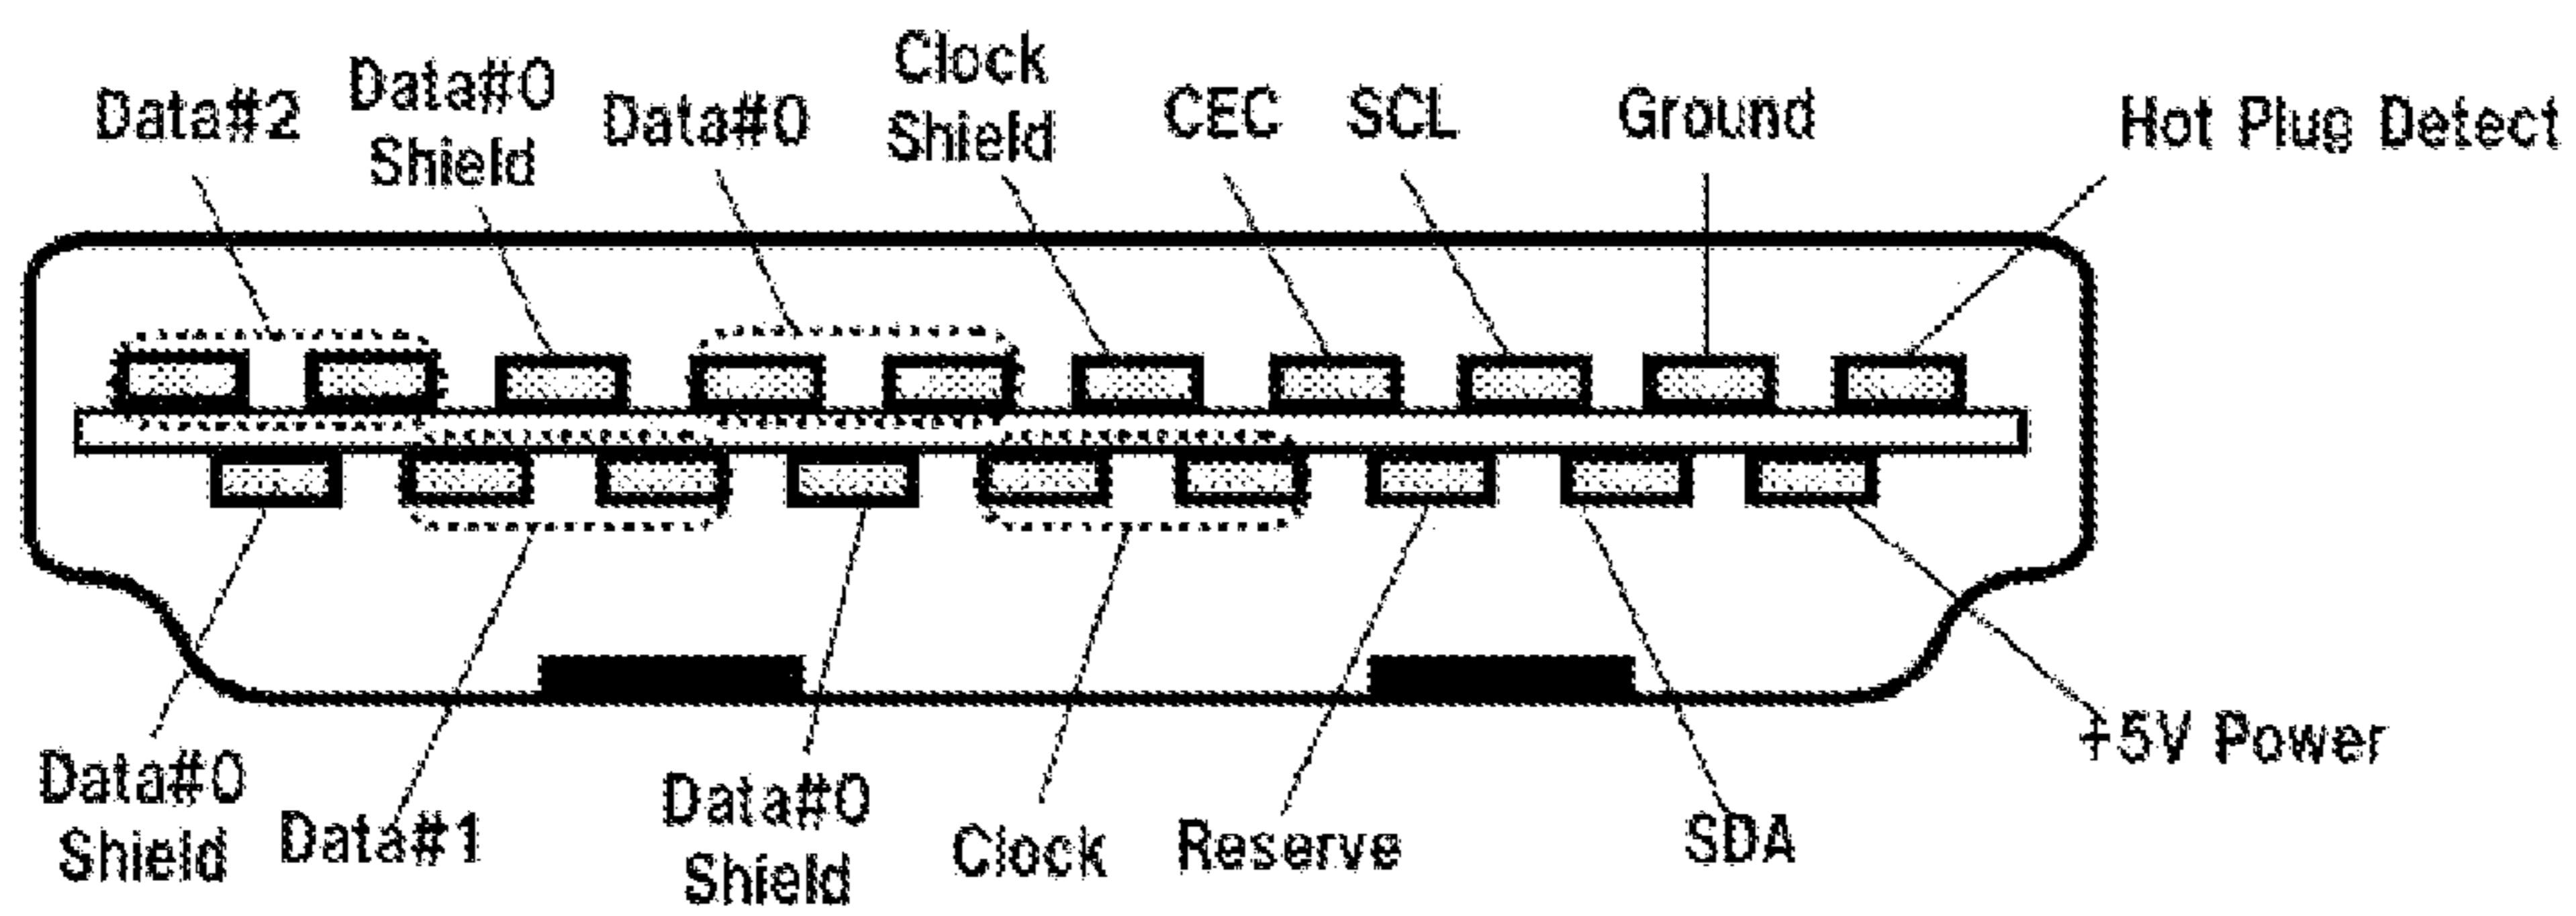 Data#2
Data#0
Shield
Data#0
Clock
Shield
CEC
SCL
Ground
Hot Plug Detect
Data#0
Shield
Data#1
Data#0
Shield
Clock
Reserve
SDA
+5V Power